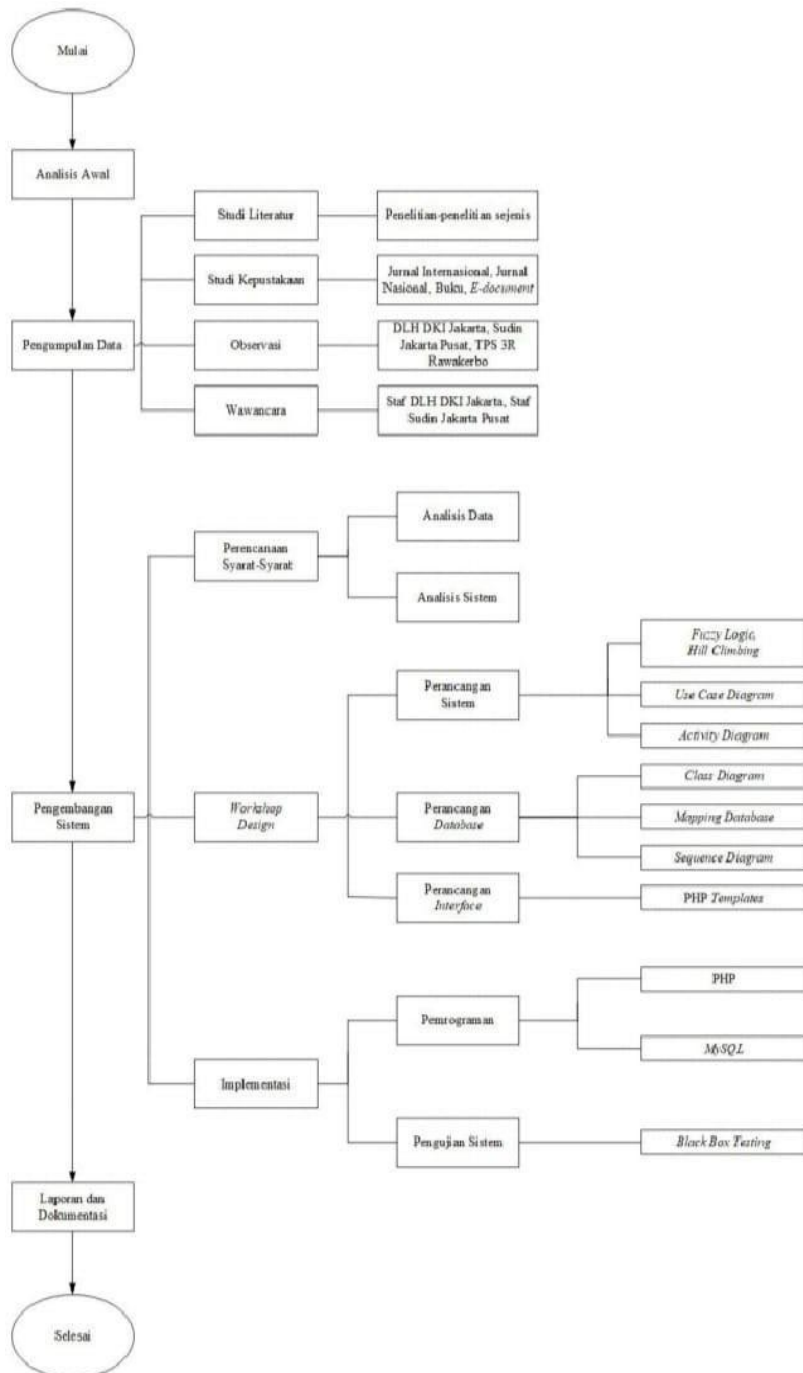 Mulai
Analisis Awal
Pengumpulan Data
Studi Literatur
Penelitian-penelitian sejenis
Studi Kepustakaan
Jurnal Internasional, Jurnal
Nasional, Buku, E-document
Observasi
DLH DKI Jakarta, Sudin
Jakarta Pusat, TPS 3R
Rawakerbo
Wawancara
Staf DLH DKI Jakarta, Staf
Sudin Jakarta Pusat
Pengembangan
Sistem
Perencanaan
Syarat-Syarat
Analisis Data
Analisis Sistem
Workshop
Design
Perancangan
Sistem
Fuzzy Logic,
Hill Climbing
Use Case Diagram
Activity Diagram
Perancangan
Database
Class Diagram
Mapping Database
Sequence Diagram
Perancangan
Interface
PHP Templates
Implementasi
Pemrograman
PHP
MySQL
Pengujian Sistem
Black Box Testing
Laporan dan
Dokumentasi
Selesai